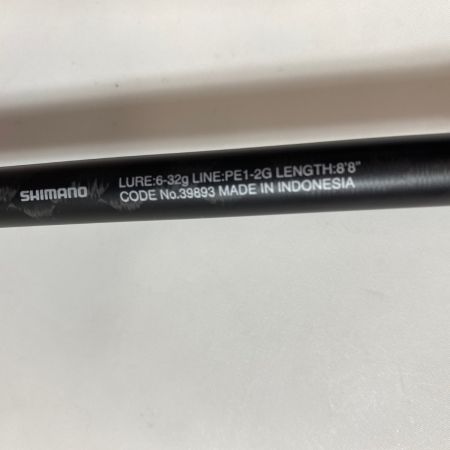 SHIMANO
LURE:6-32g LINE:PE1-2G LENGTH:8'8"
CODE No.39893 MADE IN INDONESIA